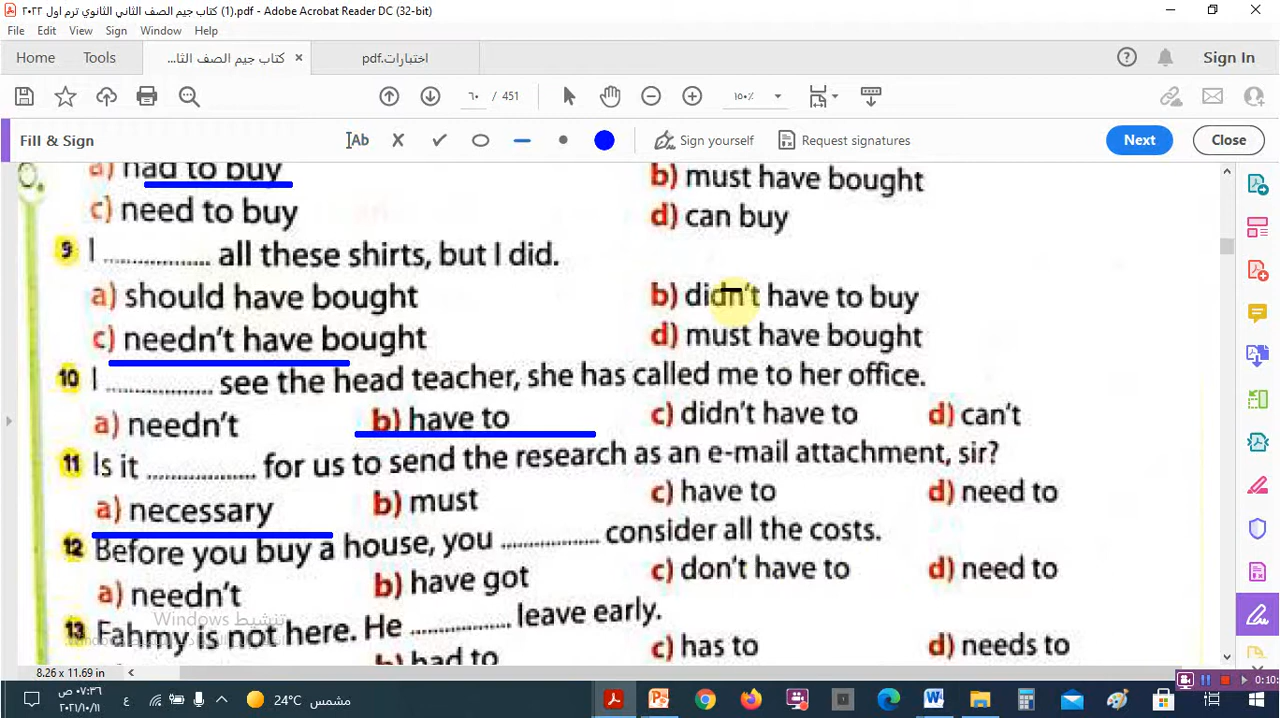 كتاب جيم الصف الثاني الثانوي ترم اول ٢٠٢٢ (1).pdf - Adobe Acrobat Reader DC (32-bit)
File Edit View Sign Window Help
Home Tools كتاب جيم الصف الثا... × اختبارات.pdf Sign In
٦٠ / 451 ١٥٠٪
Fill & Sign Ab Sign yourself Request signatures Next Close
a) had to buy b) must have bought
c) need to buy d) can buy
9 I .............. all these shirts, but I did.
a) should have bought b) didn't have to buy
c) needn't have bought d) must have bought
10 I .............. see the head teacher, she has called me to her office.
a) needn't b) have to c) didn't have to d) can't
11 Is it .............. for us to send the research as an e-mail attachment, sir?
a) necessary b) must c) have to d) need to
12 Before you buy a house, you .............. consider all the costs.
a) needn't b) have got c) don't have to d) need to
تنشيط Windows
13 Fahmy is not here. He .............. leave early.
b) had to c) has to d) needs to
8.26 x 11.69 in
0:10:
٠٧:٣٦ ص
٢٠٢١/١٠/١١
ع
24°C مشمس